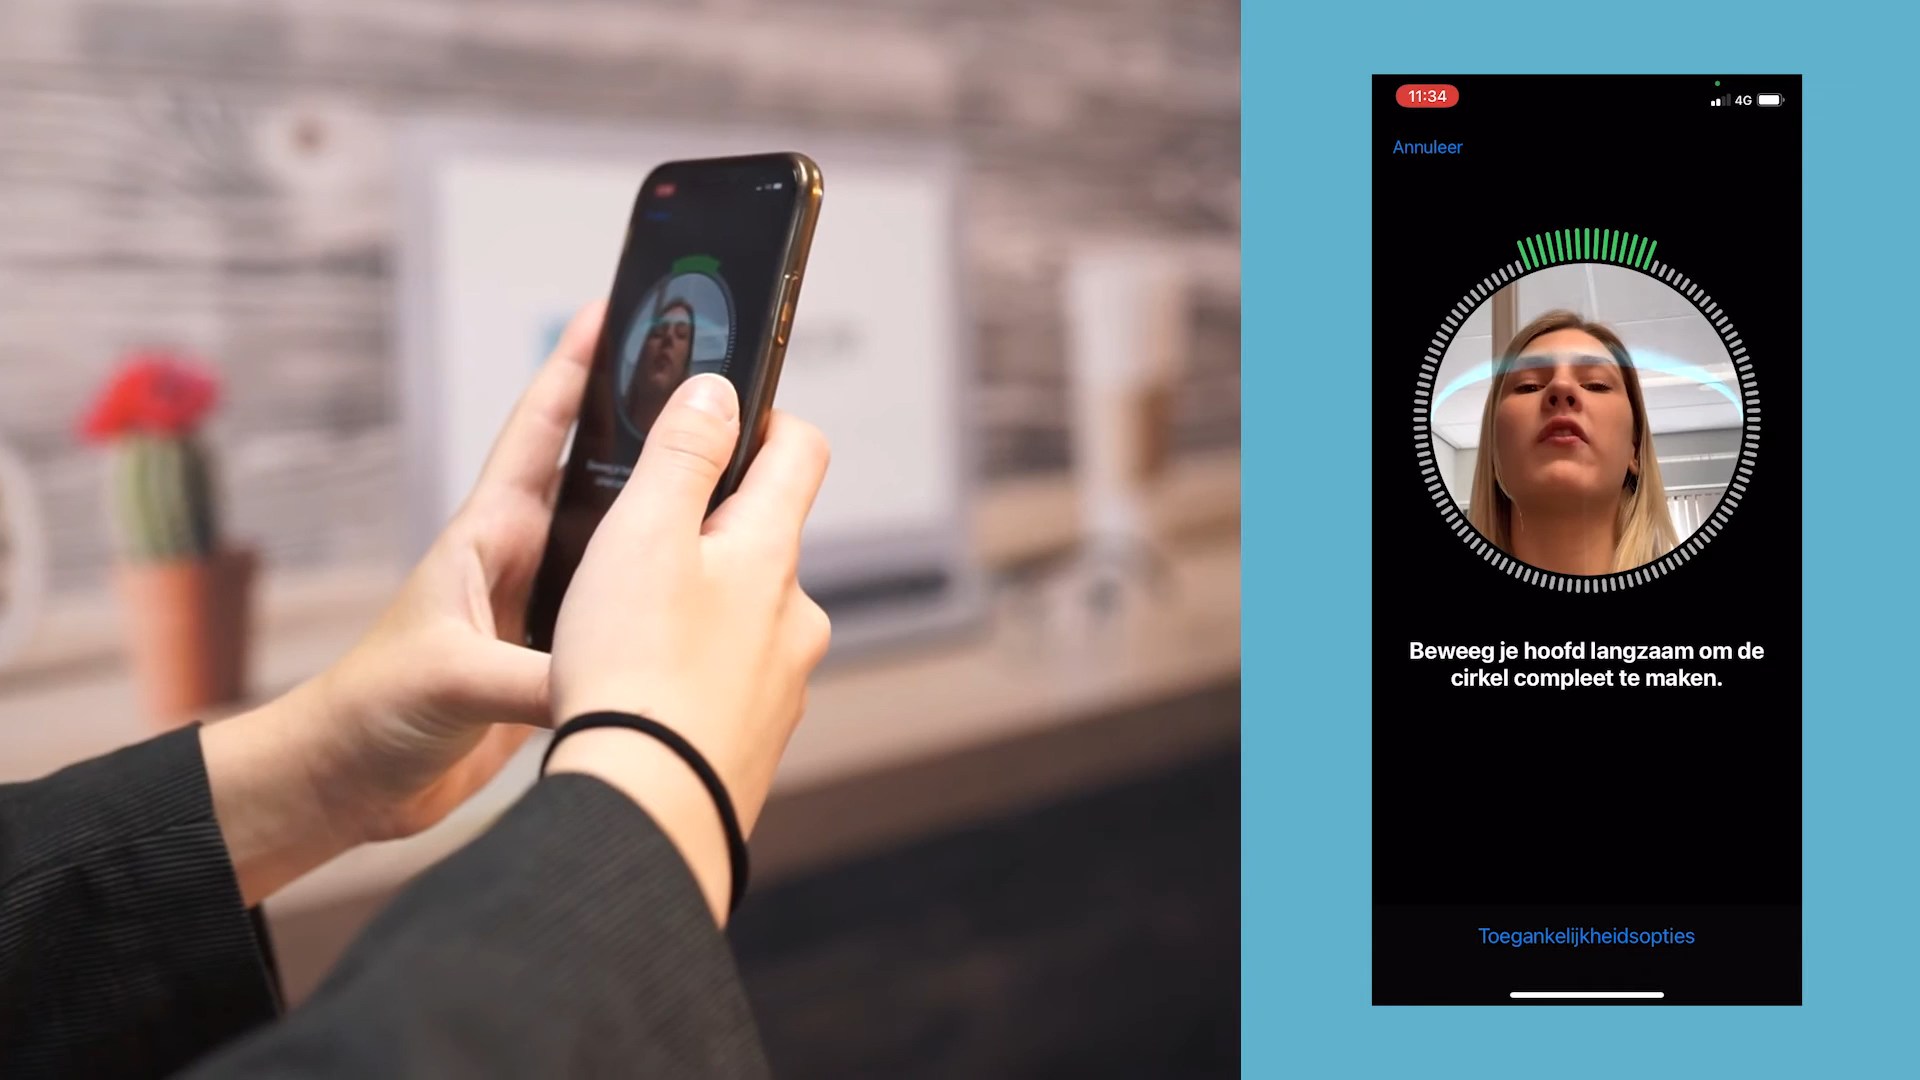 11:34
4G
Annuleer
Beweeg je hoofd langzaam om de
cirkel compleet te maken.
Toegankelijkheidsopties